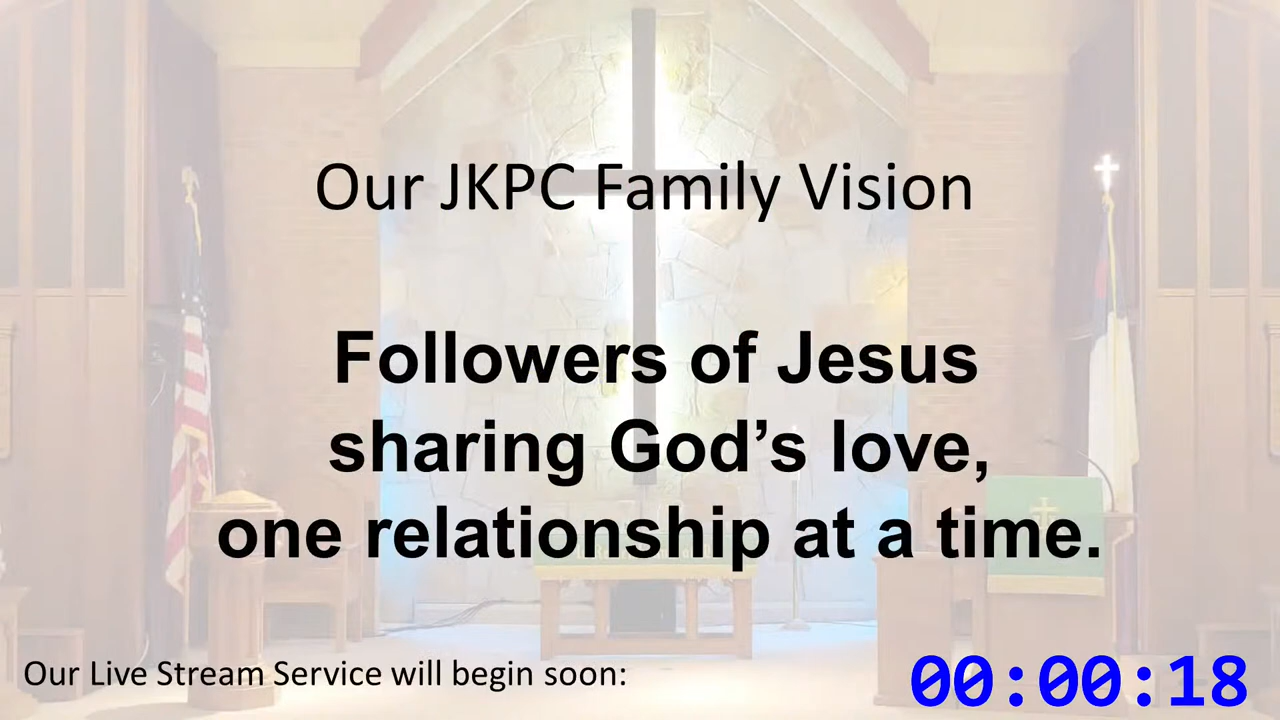 Our JKPC Family Vision
Followers of Jesus
sharing God’s love,
one relationship at a time.
Our Live Stream Service will begin soon:
00:00:18